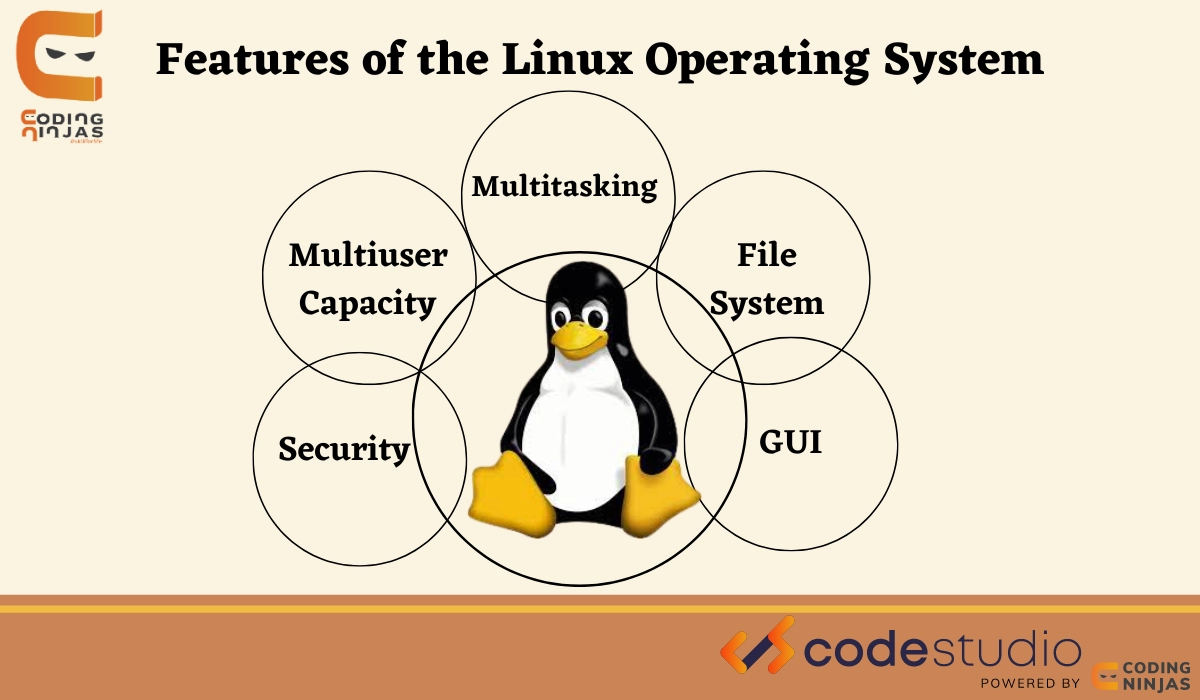 Features of the Linux Operating System
CODING
NINJAS
Multitasking
Multiuser
Capacity
File
System
Security
GUI
codestudio
POWERED BY
CODING
NINJAS